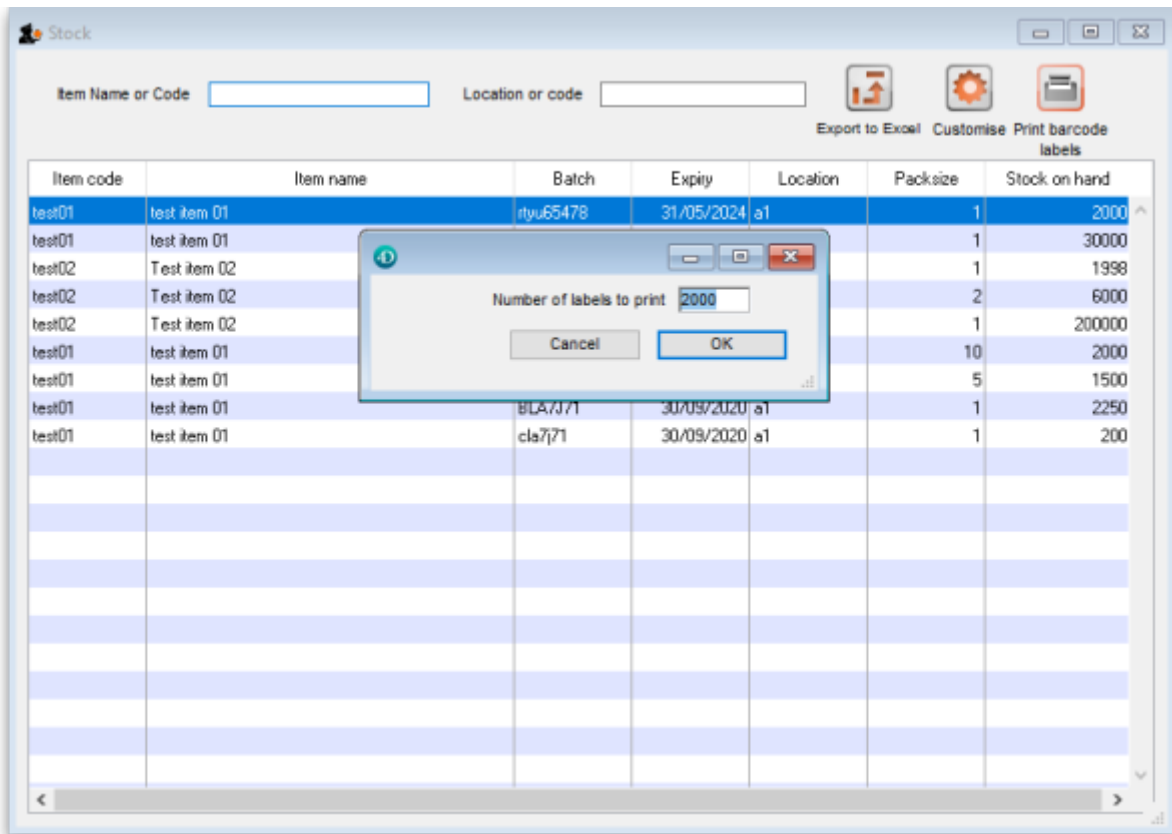 Stock
Item Name or Code Location or code
Export to Excel Customise Print barcode
labels
Item code Item name Batch Expiry Location Packsize Stock on hand
test01 test item 01 rtyu65478 31/05/2024 a1 1 2000
test01 test item 01 1 30000
test02 Test item 02 1 1998
Number of labels to print 2000
test02 Test item 02 2 6000
test02 Test item 02 1 200000
Cancel OK
test01 test item 01 10 2000
test01 test item 01 5 1500
test01 test item 01 BLA7J71 30/09/2020 a1 1 2250
test01 test item 01 cla7j71 30/09/2020 a1 1 200